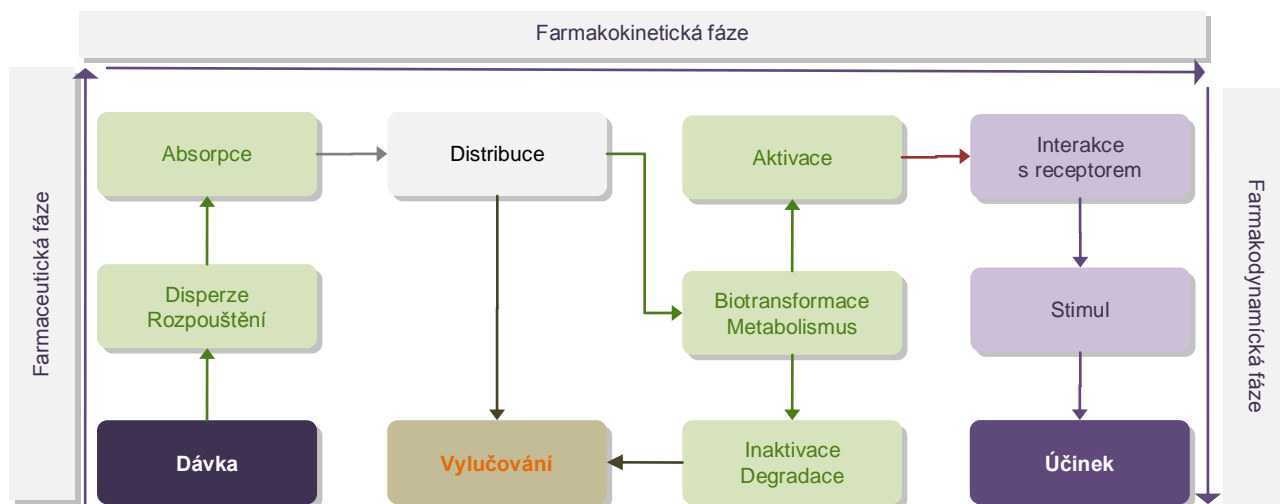 Farmakokinetická fáze
Farmaceutická fáze
Absorpce
Distribuce
Aktivace
Interakce
s receptorem
Disperze
Rozpouštění
Biotransformace
Metabolismus
Stimul
Dávka
Vylučování
Inaktivace
Degradace
Účinek
Farmakodynamícká fáze